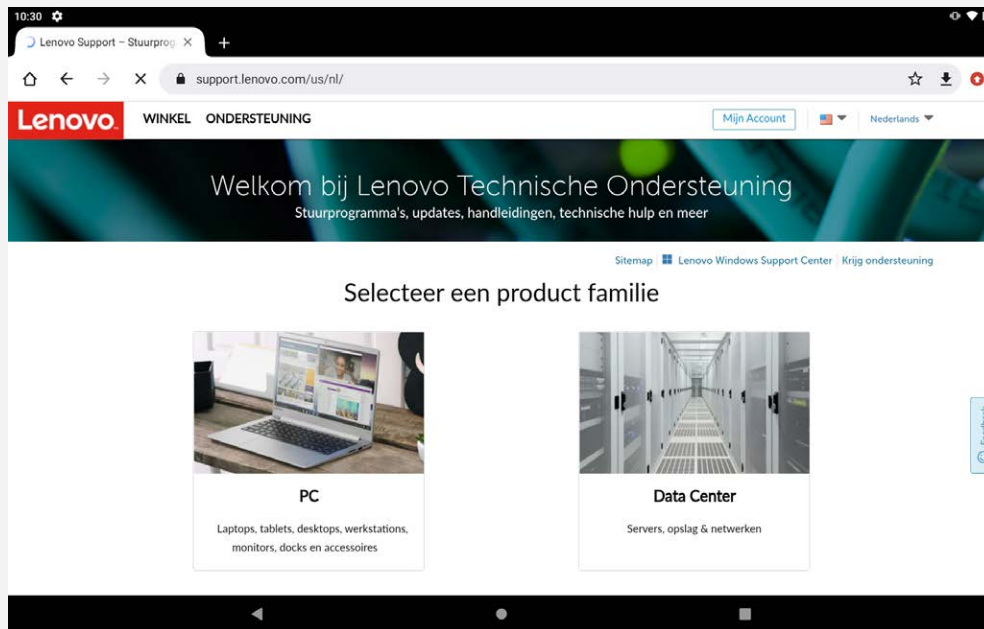 10:30
Lenovo Support – Stuurprog
support.lenovo.com/us/nl/
Lenovo.
WINKEL ONDERSTEUNING
Mijn Account
Nederlands
Welkom bij Lenovo Technische Ondersteuning
Stuurprogramma's, updates, handleidingen, technische hulp en meer
Sitemap Lenovo Windows Support Center Krijg ondersteuning
Selecteer een product familie
PC
Laptops, tablets, desktops, werkstations,
monitors, docks en accessoires
Data Center
Servers, opslag & netwerken